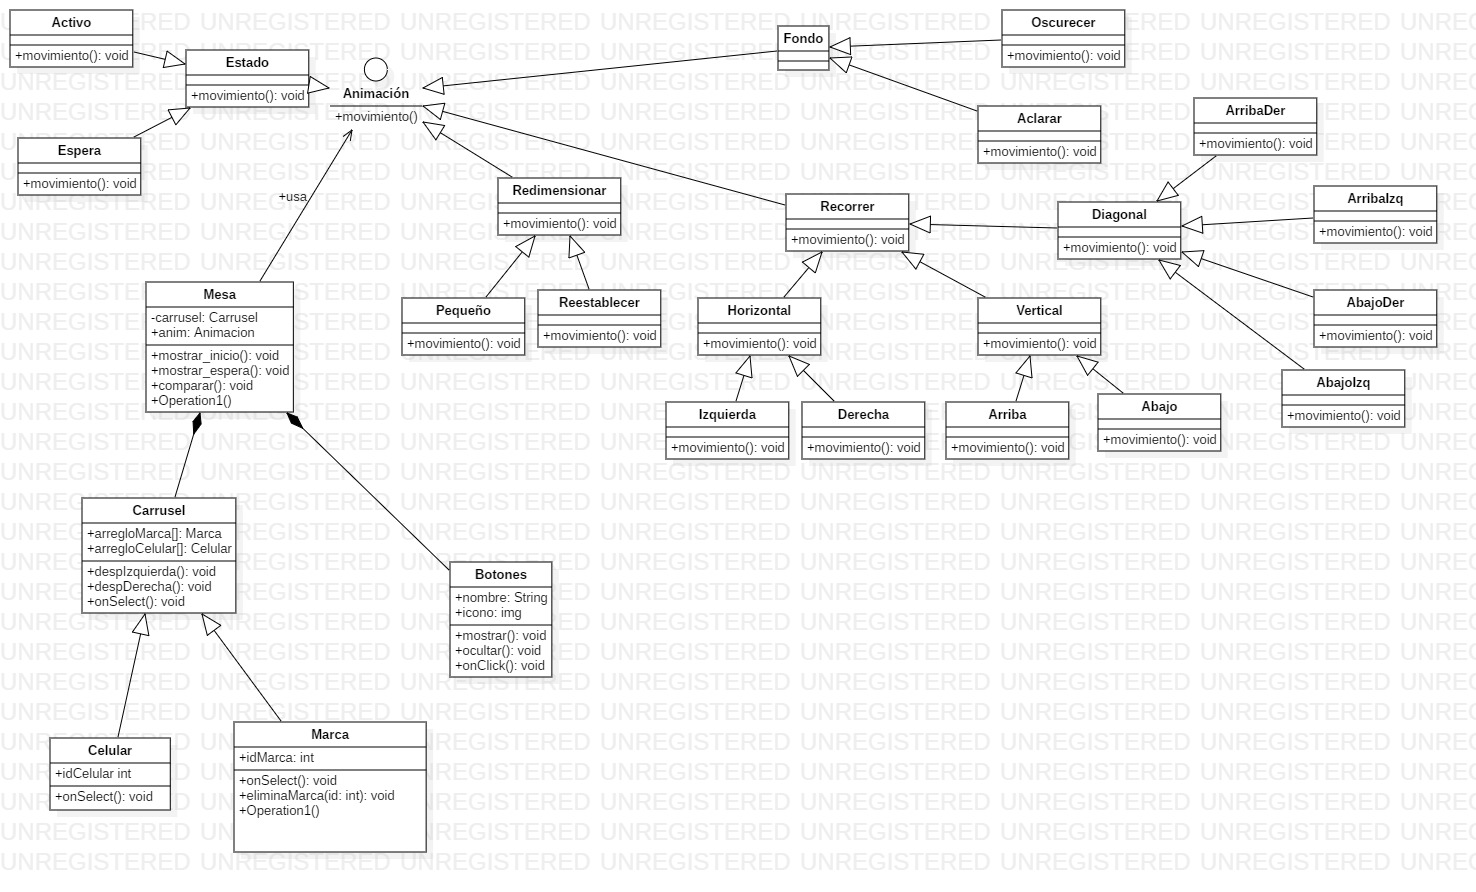 Activo
+movimiento(): void
Estado
+movimiento(): void
Espera
+movimiento(): void
Animación
+movimiento()
+usa
Fondo
Oscurecer
+movimiento(): void
Aclarar
+movimiento(): void
Redimensionar
+movimiento(): void
Pequeño
+movimiento(): void
Reestablecer
+movimiento(): void
Recorrer
+movimiento(): void
Horizontal
+movimiento(): void
Izquierda
+movimiento(): void
Derecha
+movimiento(): void
Vertical
+movimiento(): void
Arriba
+movimiento(): void
Abajo
+movimiento(): void
Diagonal
+movimiento(): void
ArribaDer
+movimiento(): void
ArribaIzq
+movimiento(): void
AbajoDer
+movimiento(): void
AbajoIzq
+movimiento(): void
Mesa
-carrusel: Carrusel
+anim: Animacion
+mostrar_inicio(): void
+mostrar_espera(): void
+comparar(): void
+Operation1()
Carrusel
+arregloMarca[]: Marca
+arregloCelular[]: Celular
+despIzquierda(): void
+despDerecha(): void
+onSelect(): void
Botones
+nombre: String
+icono: img
+mostrar(): void
+ocultar(): void
+onClick(): void
Celular
+idCelular int
+onSelect(): void
Marca
+idMarca: int
+onSelect(): void
+eliminaMarca(id: int): void
+Operation1()
UNREGISTERED